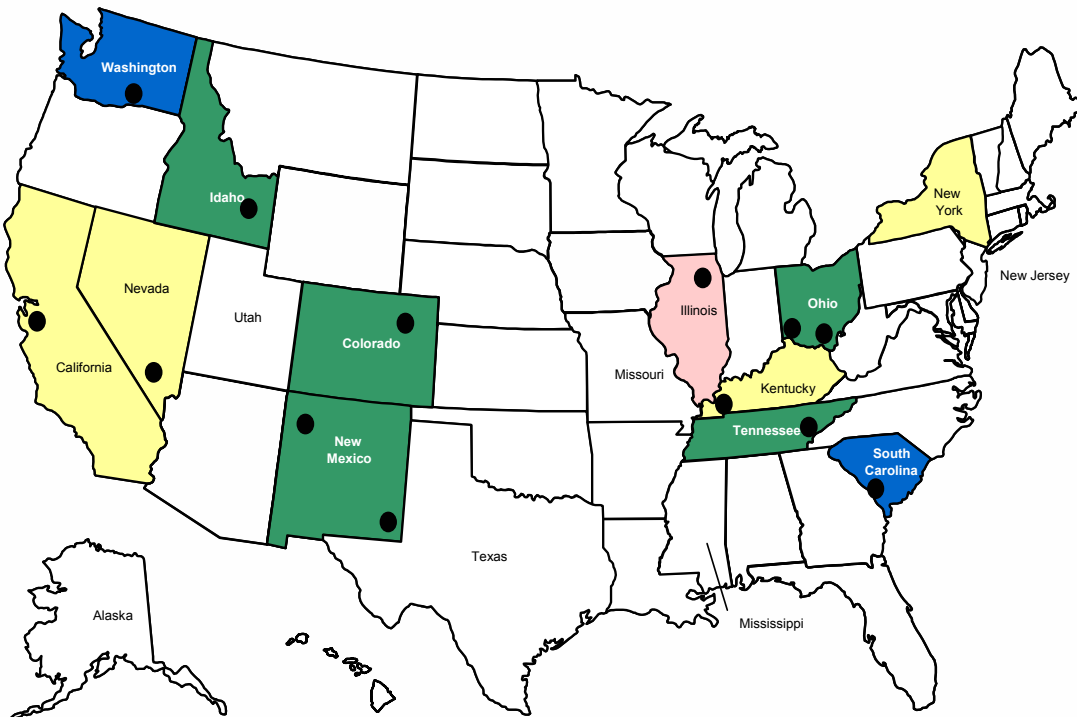 Washington
Idaho
New
York
New Jersey
Nevada
Utah
Colorado
Illinois
Ohio
California
Missouri
Kentucky
Tennessee
New
Mexico
South
Carolina
Texas
Alaska
Mississippi